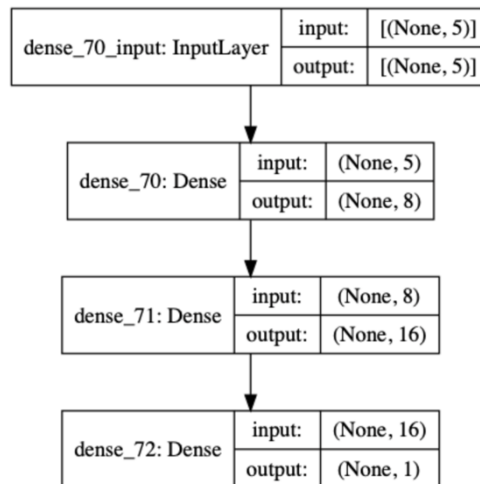 dense_70_input: InputLayer
input: [(None, 5)]
output: [(None, 5)]
dense_70: Dense
input: (None, 5)
output: (None, 8)
dense_71: Dense
input: (None, 8)
output: (None, 16)
dense_72: Dense
input: (None, 16)
output: (None, 1)